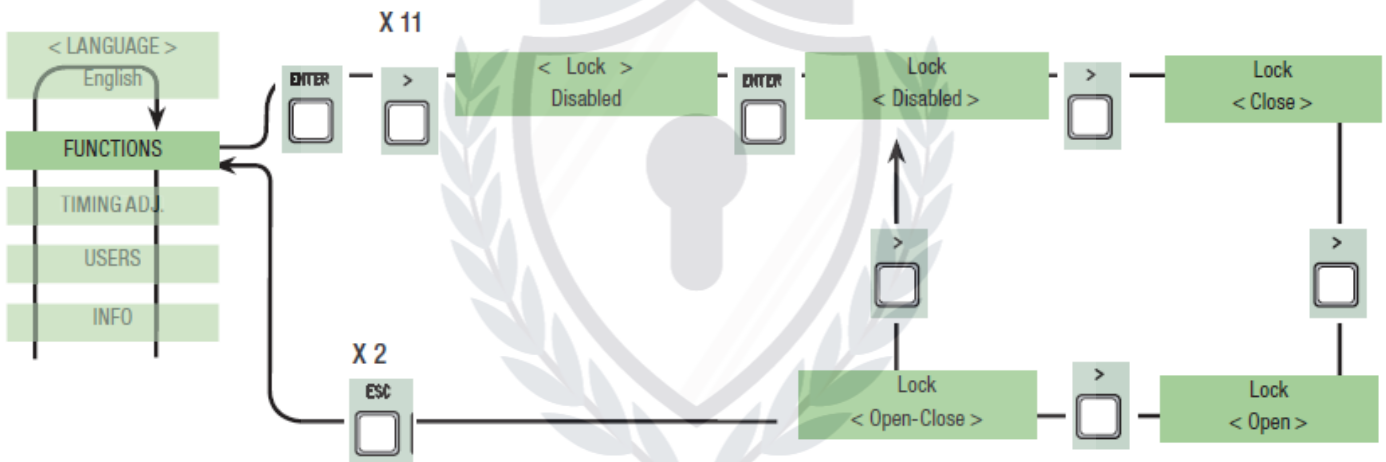 X 11
< LANGUAGE >
English
FUNCTIONS
TIMING ADJ.
USERS
INFO
ENTER
>
< Lock >
Disabled
ENTER
Lock
< Disabled >
>
Lock
< Close >
>
>
X 2
ESC
Lock
< Open-Close >
>
Lock
< Open >